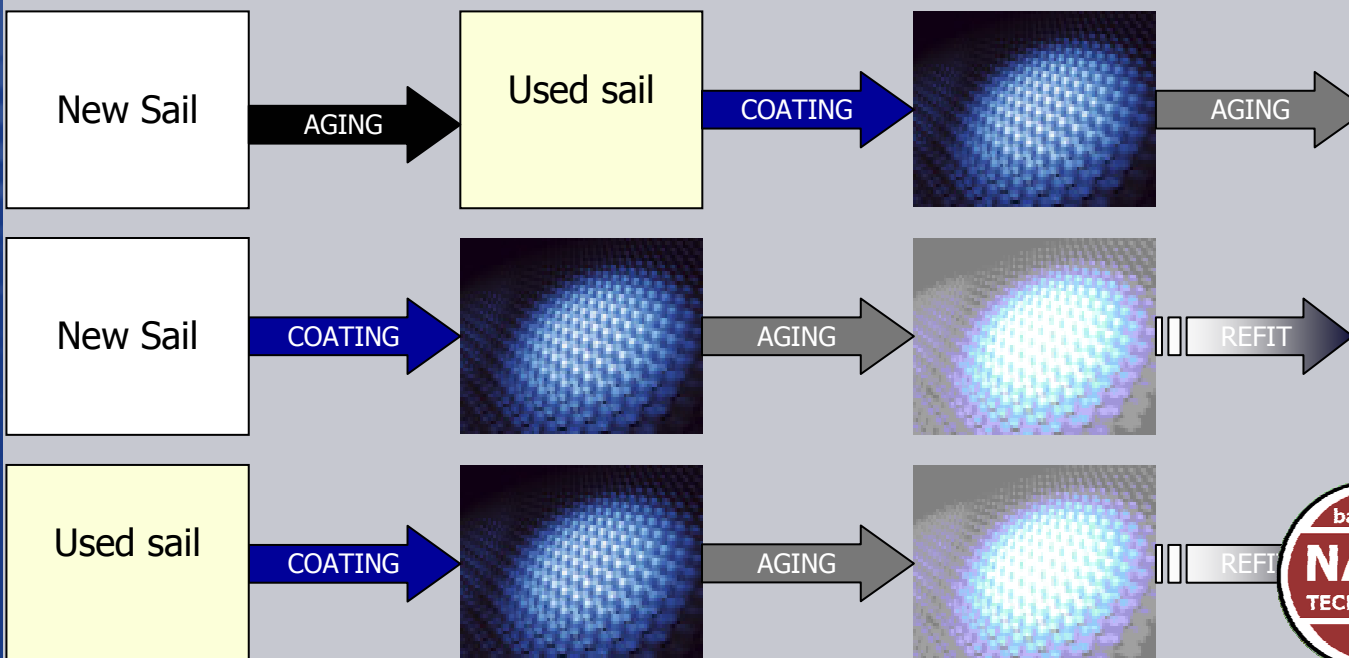 New Sail
AGING
Used sail
COATING
AGING
New Sail
COATING
AGING
REFIT
Used sail
COATING
AGING